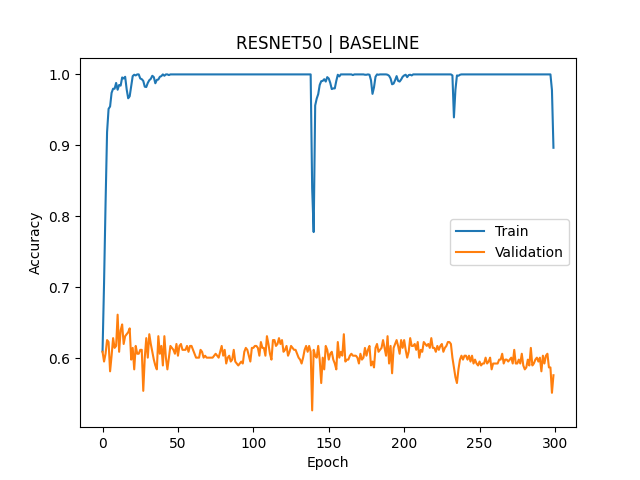 RESNET50 | BASELINE
1.0
0.9
0.8
0.7
0.6
Accuracy
Train
Validation
0 50 100 150 200 250 300
Epoch